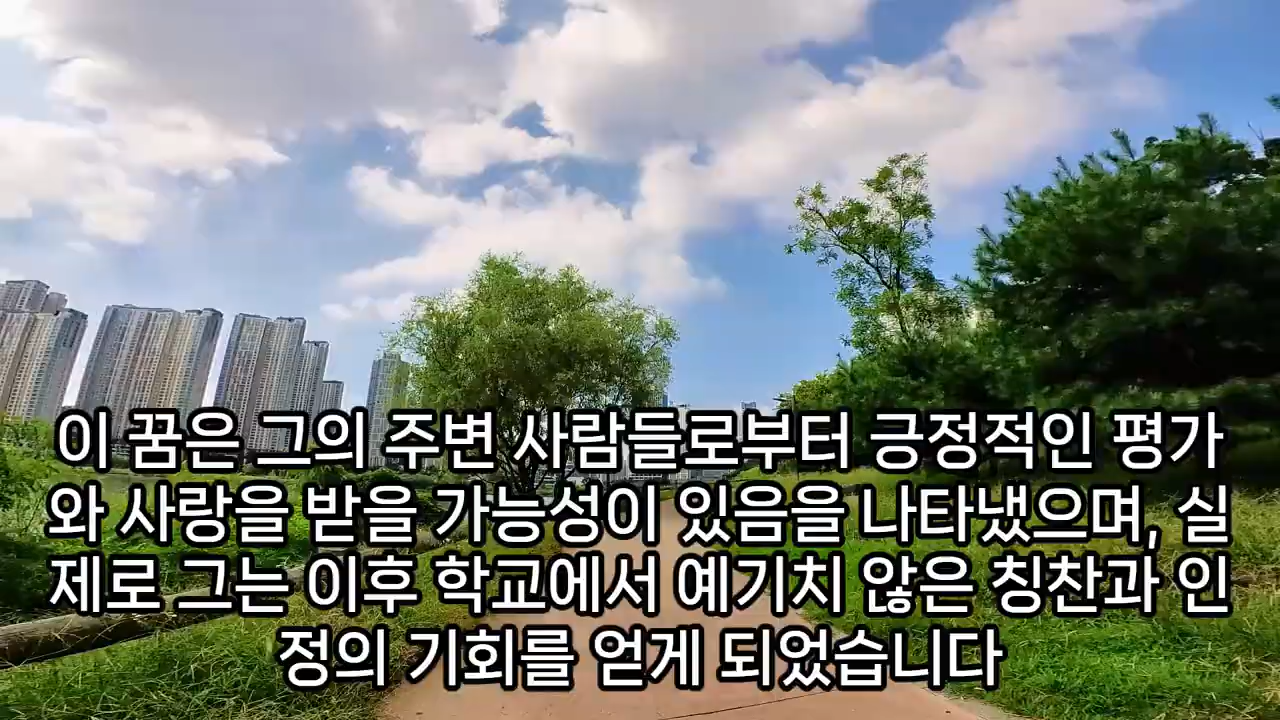 이 꿈은 그의 주변 사람들로부터 긍정적인 평가
와 사랑을 받을 가능성이 있음을 나타냈으며, 실
제로 그는 이후 학교에서 예기치 않은 칭찬과 인
정의 기회를 얻게 되었습니다